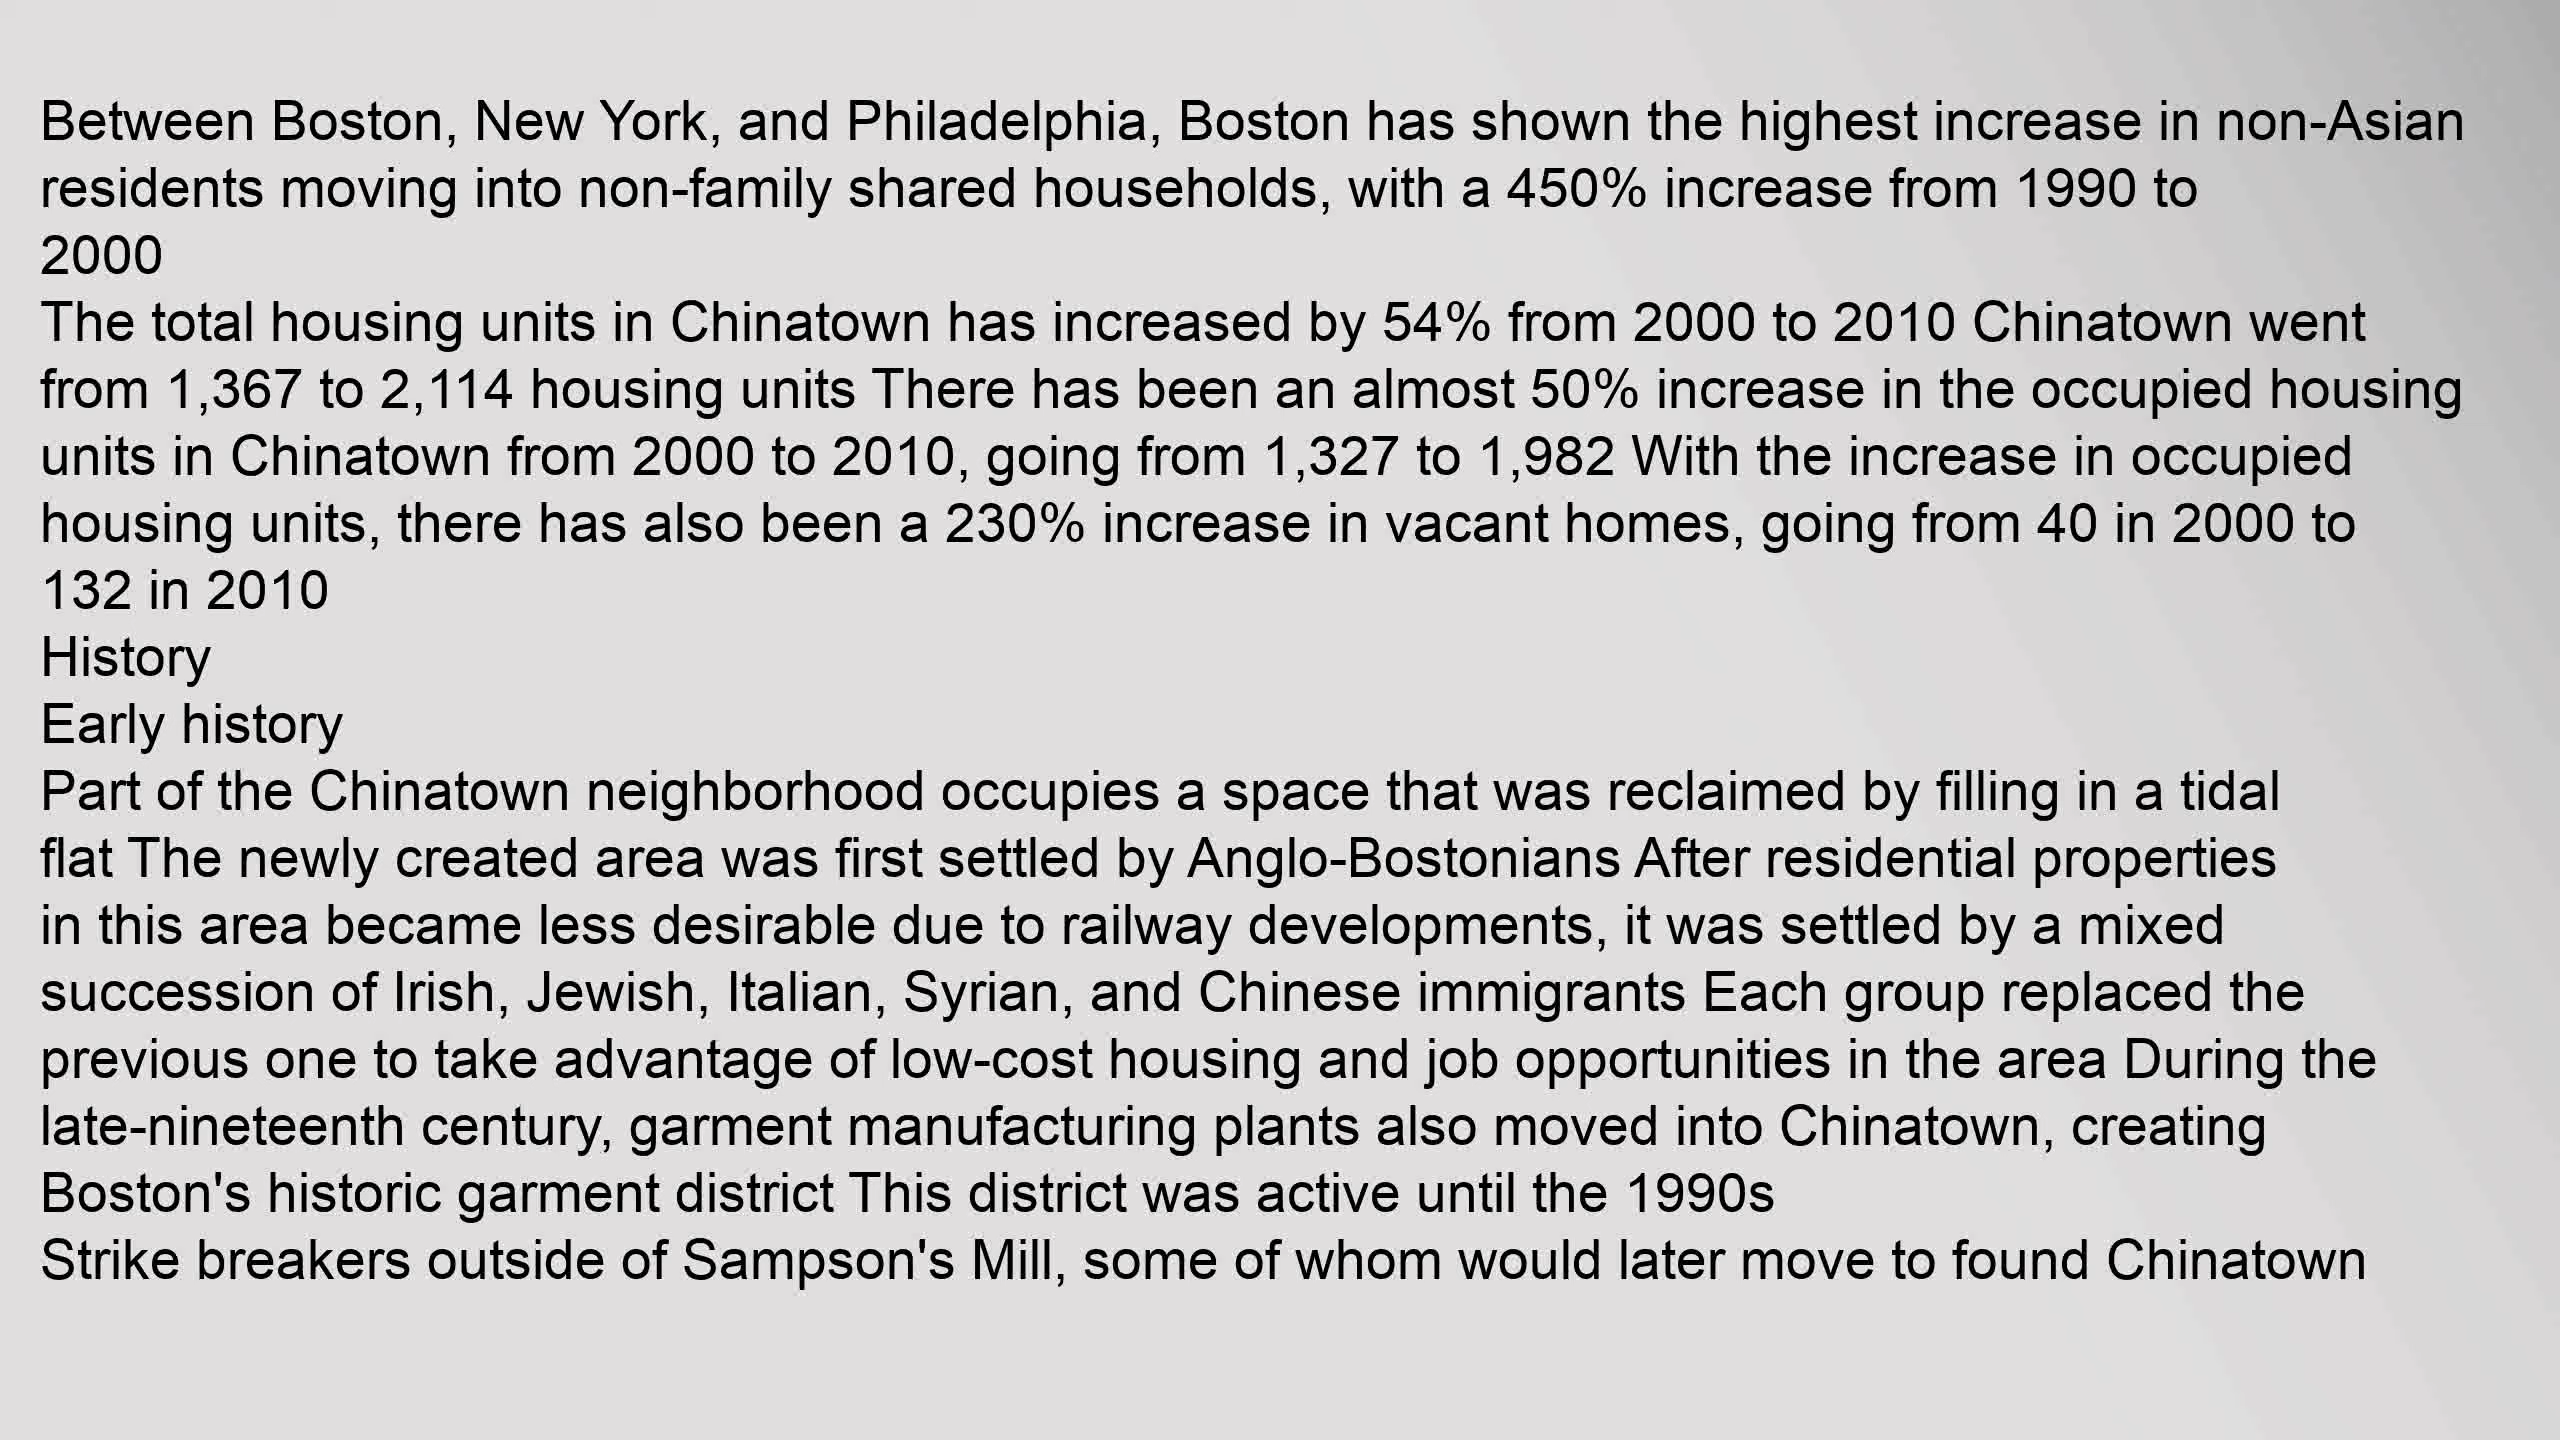 Between Boston, New York, and Philadelphia, Boston has shown the highest increase in non-Asian
residents moving into non-family shared households, with a 450% increase from 1990 to
2000
The total housing units in Chinatown has increased by 54% from 2000 to 2010 Chinatown went
from 1,367 to 2,114 housing units There has been an almost 50% increase in the occupied housing
units in Chinatown from 2000 to 2010, going from 1,327 to 1,982 With the increase in occupied
housing units, there has also been a 230% increase in vacant homes, going from 40 in 2000 to
132 in 2010
History
Early history
Part of the Chinatown neighborhood occupies a space that was reclaimed by filling in a tidal
flat The newly created area was first settled by Anglo-Bostonians After residential properties
in this area became less desirable due to railway developments, it was settled by a mixed
succession of Irish, Jewish, Italian, Syrian, and Chinese immigrants Each group replaced the
previous one to take advantage of low-cost housing and job opportunities in the area During the
late-nineteenth century, garment manufacturing plants also moved into Chinatown, creating
Boston's historic garment district This district was active until the 1990s
Strike breakers outside of Sampson's Mill, some of whom would later move to found Chinatown